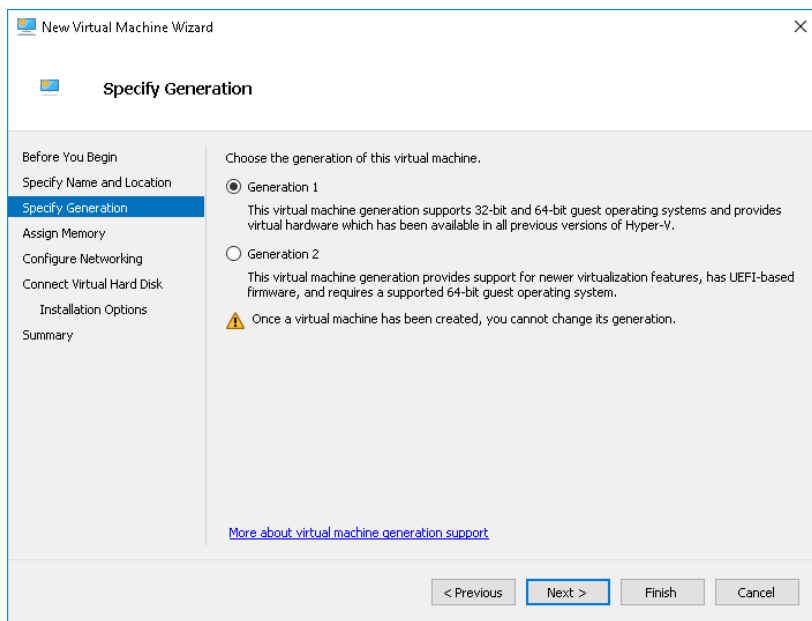 New Virtual Machine Wizard
Specify Generation
Before You Begin
Specify Name and Location
Specify Generation
Assign Memory
Configure Networking
Connect Virtual Hard Disk
Installation Options
Summary
Choose the generation of this virtual machine.
Generation 1
This virtual machine generation supports 32-bit and 64-bit guest operating systems and provides
virtual hardware which has been available in all previous versions of Hyper-V.
Generation 2
This virtual machine generation provides support for newer virtualization features, has UEFI-based
firmware, and requires a supported 64-bit guest operating system.
Once a virtual machine has been created, you cannot change its generation.
More about virtual machine generation support
< Previous
Next >
Finish
Cancel